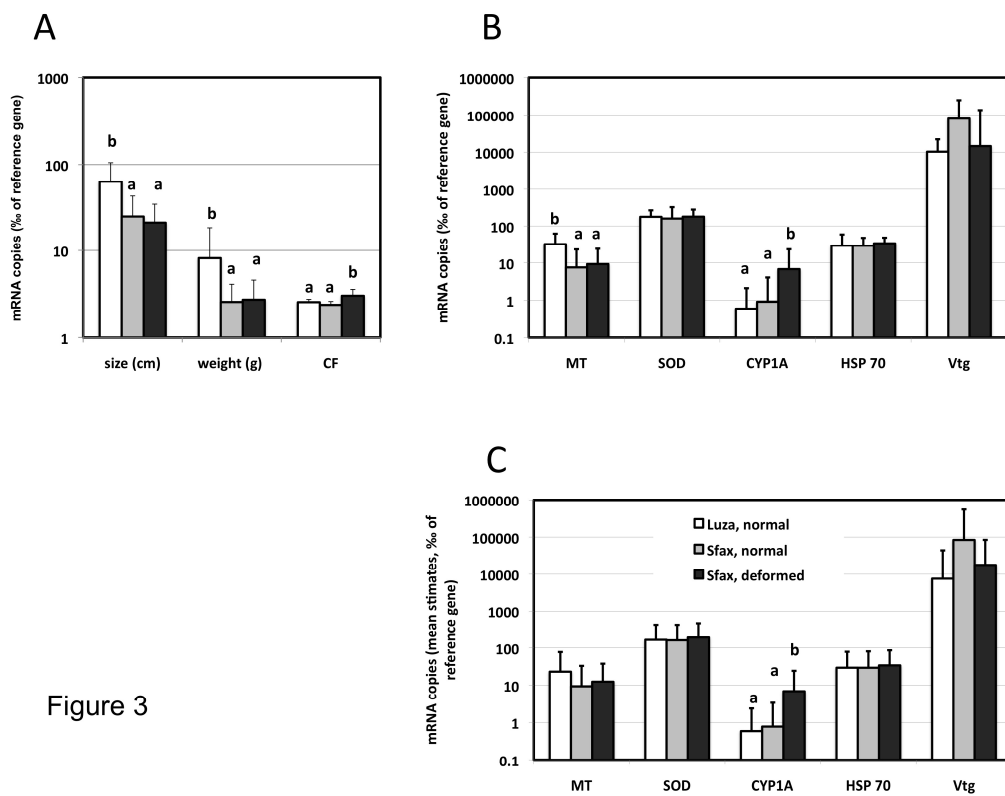 A
mRNA copies (‰ of reference gene)
1000
100
10
1
b
a
a
b
a
a
a
a
b
size (cm)
weight (g)
CF
B
mRNA copies (‰ of reference gene)
1000000
100000
10000
1000
100
10
1
0.1
b
a
a
a
a
b
MT
SOD
CYP1A
HSP 70
Vtg
C
mRNA copies (mean stimates, ‰ of
reference gene)
1000000
100000
10000
1000
100
10
1
0.1
Luza, normal
Sfax, normal
Sfax, deformed
a
a
b
MT
SOD
CYP1A
HSP 70
Vtg
Figure 3